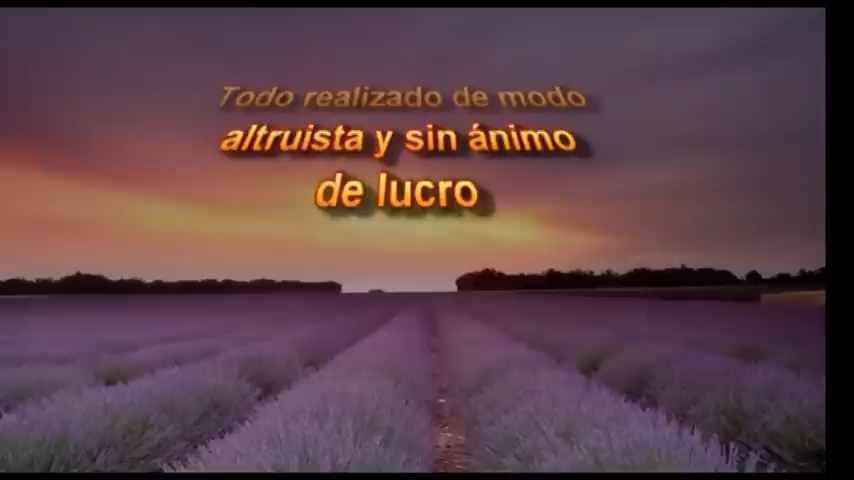 Todo realizado de modo
altruista y sin ánimo
de lucro